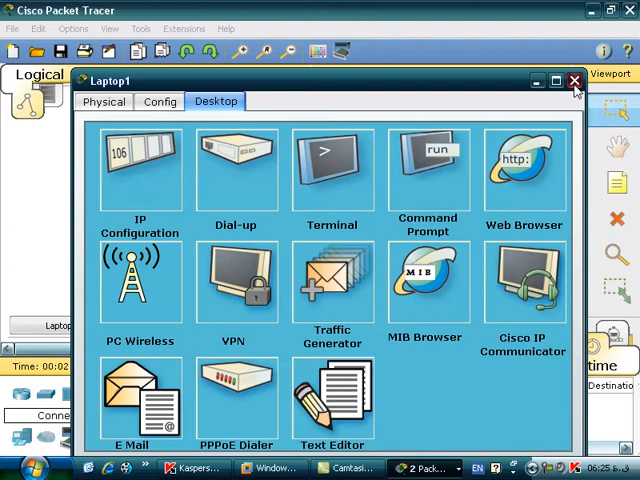 Cisco Packet Tracer
File Edit Options View Tools Extensions Help
Logical
Viewport
Laptop1
Physical Config Desktop
106
>
run
http:
IP Configuration
Dial-up
Terminal
Command Prompt
Web Browser
MIB
PC Wireless
VPN
Traffic Generator
MIB Browser
Cisco IP Communicator
@
E Mail
PPPoE Dialer
Text Editor
Laptop
Time: 00:02
time
Conne
Destinatio
Kaspers...
Window...
Camtasi...
2 Pack...
EN
06:25